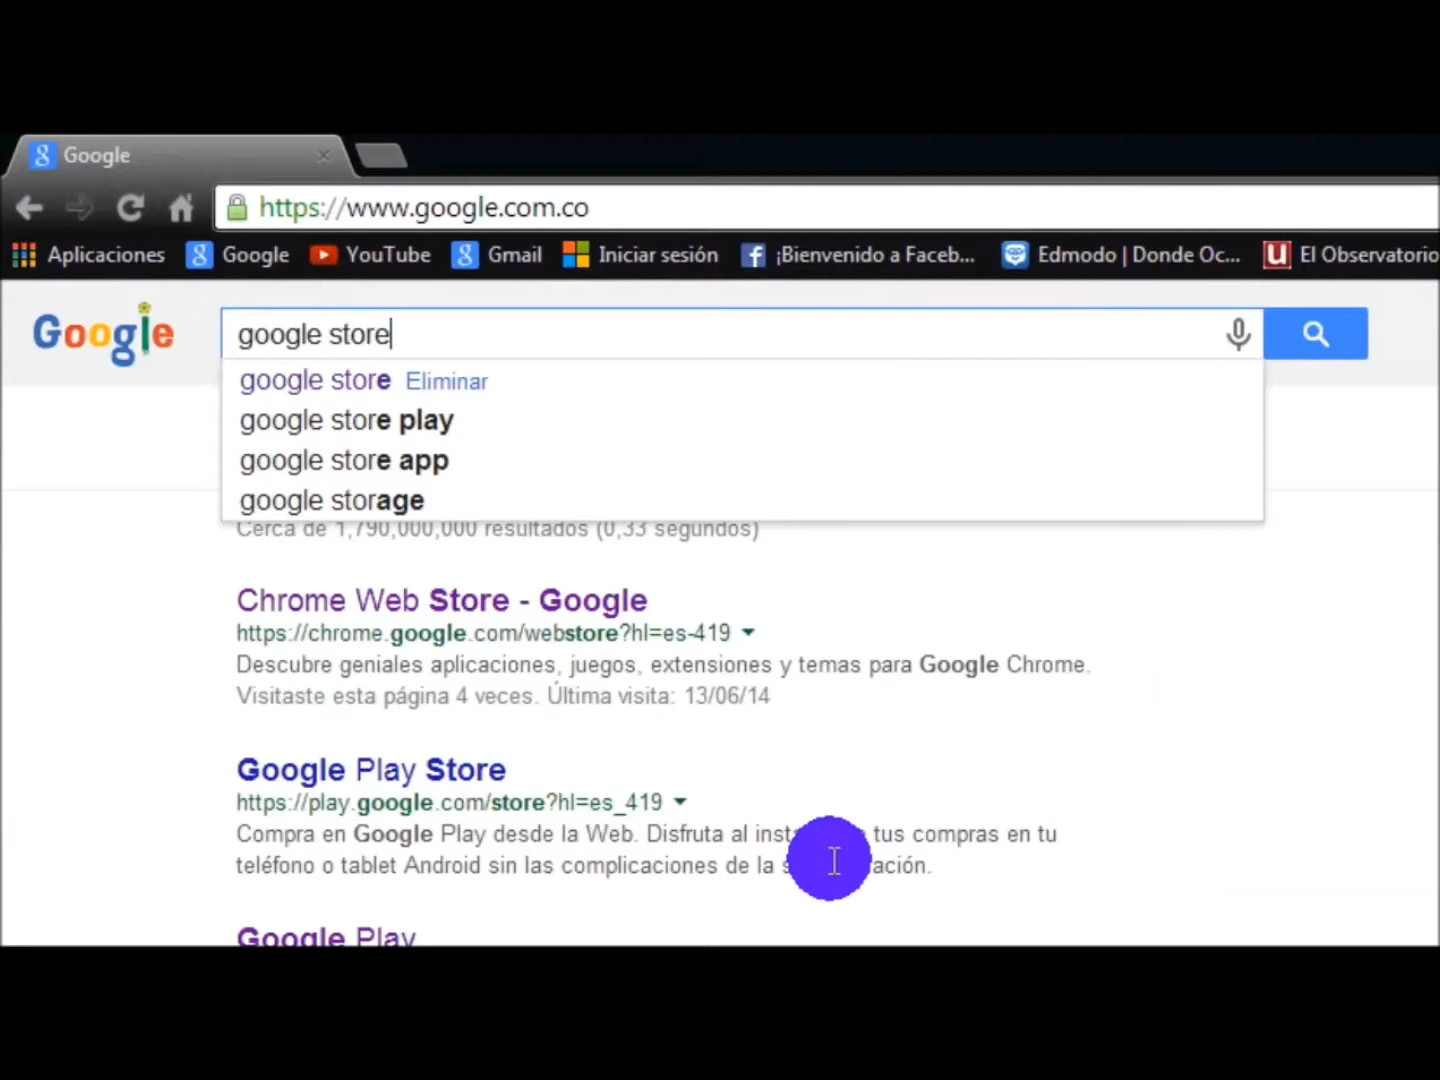 Google
https://www.google.com.co
Aplicaciones Google YouTube Gmail Iniciar sesión ¡Bienvenido a Faceb... Edmodo | Donde Oc... El Observatorio
Google
google store
google store Eliminar
google store play
google store app
google storage
Cerca de 1,790,000,000 resultados (0,33 segundos)
Chrome Web Store - Google
https://chrome.google.com/webstore?hl=es-419
Descubre geniales aplicaciones, juegos, extensiones y temas para Google Chrome.
Visitaste esta página 4 veces. Última visita: 13/06/14
Google Play Store
https://play.google.com/store?hl=es_419
Compra en Google Play desde la Web. Disfruta al tus compras en tu
teléfono o tablet Android sin las complicaciones de la
Google Play